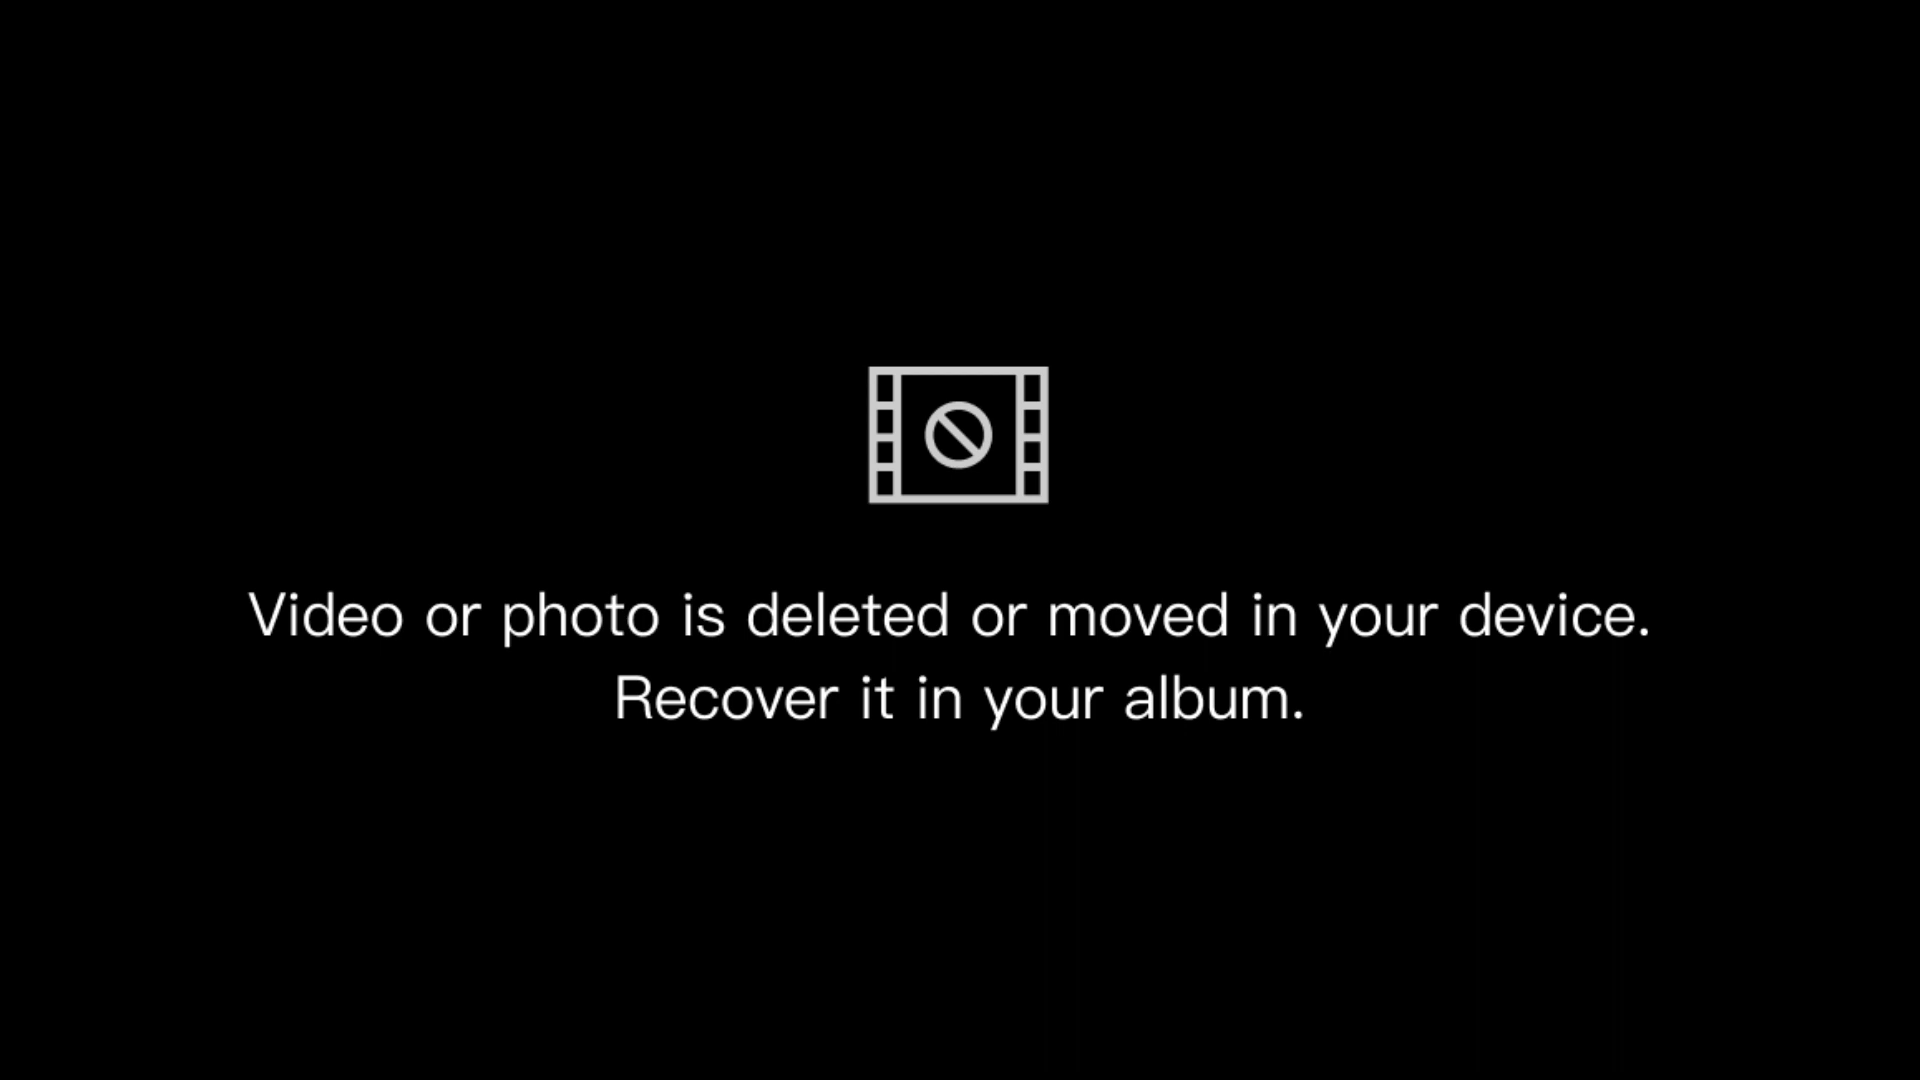 Video or photo is deleted or moved in your device.
Recover it in your album.